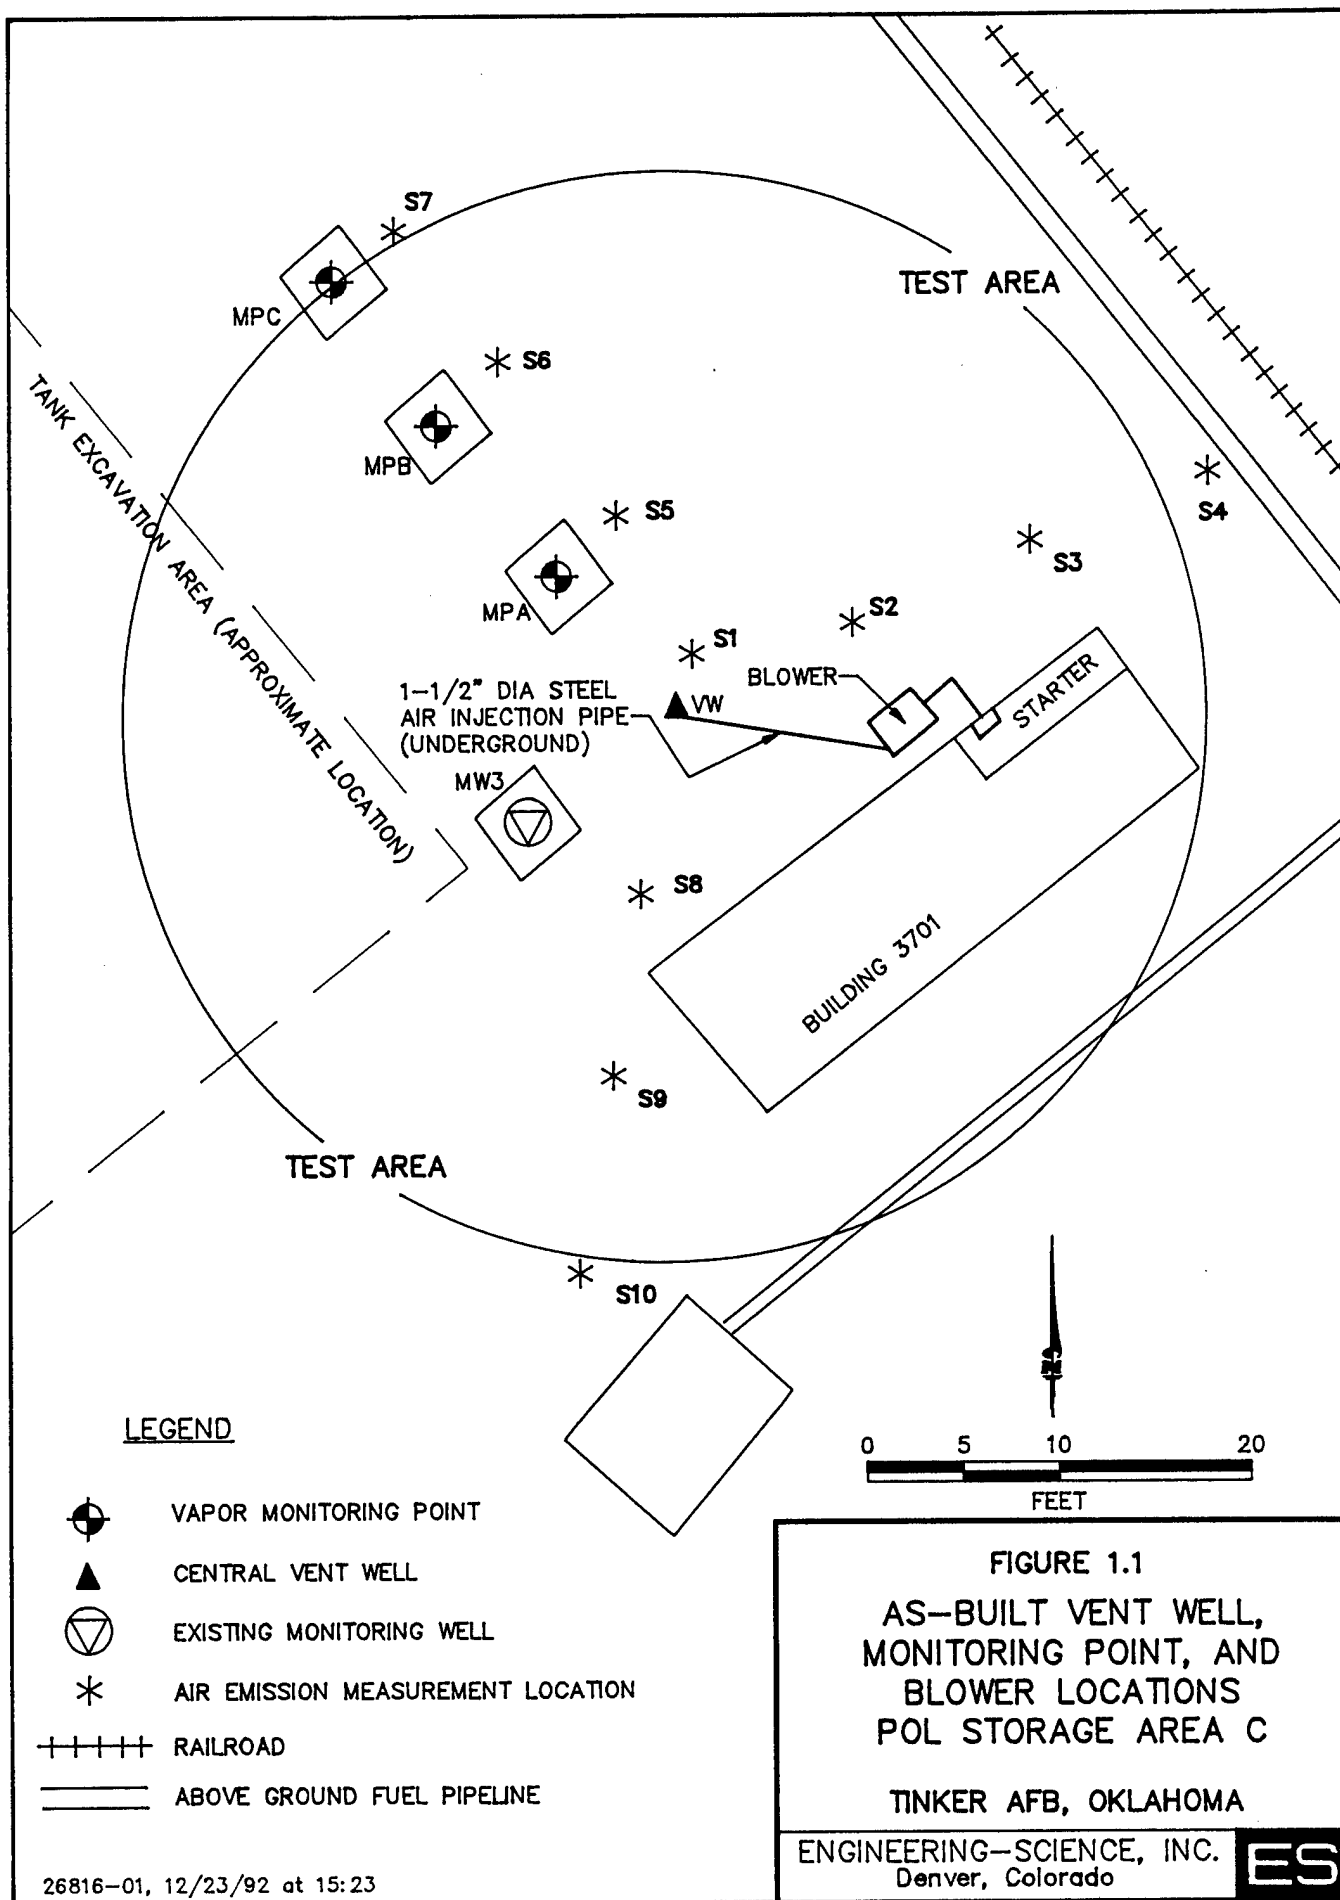 S7
TEST AREA
MPC
S6
TANK EXCAVATION AREA (APPROXIMATE LOCATION)
MPB
S4
S5
S3
MPA
S2
S1
BLOWER
STARTER
1-1/2" DIA STEEL
AIR INJECTION PIPE
(UNDERGROUND)
VW
MW3
S8
BUILDING 3701
S9
TEST AREA
S10
N
LEGEND
0 5 10 20
FEET
VAPOR MONITORING POINT
CENTRAL VENT WELL
EXISTING MONITORING WELL
AIR EMISSION MEASUREMENT LOCATION
RAILROAD
ABOVE GROUND FUEL PIPELINE
FIGURE 1.1
AS-BUILT VENT WELL,
MONITORING POINT, AND
BLOWER LOCATIONS
POL STORAGE AREA C
TINKER AFB, OKLAHOMA
ENGINEERING-SCIENCE, INC.
Denver, Colorado
ES
26816-01, 12/23/92 at 15:23